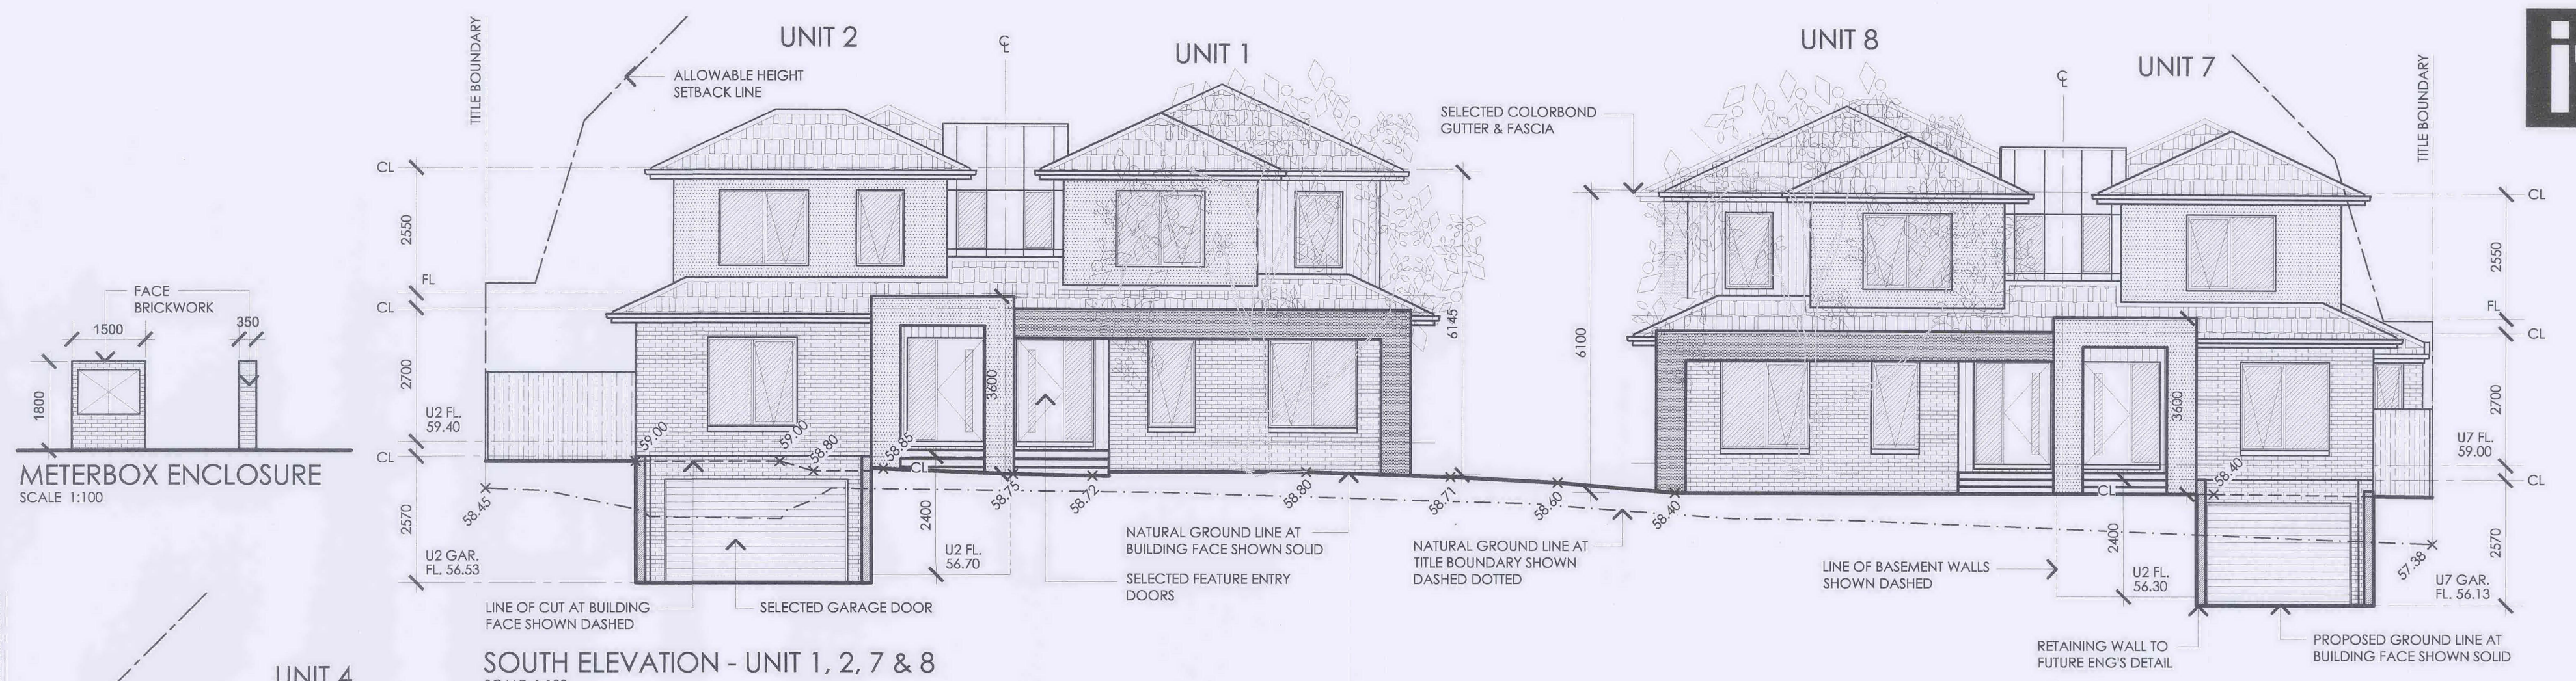 UNIT 2
UNIT 1
UNIT 8
UNIT 7
TITLE BOUNDARY
ALLOWABLE HEIGHT
SETBACK LINE
SELECTED COLORBOND
GUTTER & FASCIA
TITLE BOUNDARY
CL
2550
FL
CL
2700
U2 FL.
59.40
CL
2570
U2 GAR.
FL. 56.53
FACE
BRICKWORK
1500
350
1800
METERBOX ENCLOSURE
SCALE 1:100
58.45
59.00
59.00
58.80
58.85
CL
3600
2400
U2 FL.
56.70
58.75
58.72
58.80
58.71
58.60
58.40
6145
6100
3600
CL
58.40
2400
U2 FL.
56.30
CL
2550
FL
CL
2700
U7 FL.
59.00
CL
2570
57.38
U7 GAR.
FL. 56.13
NATURAL GROUND LINE AT
BUILDING FACE SHOWN SOLID
SELECTED FEATURE ENTRY
DOORS
NATURAL GROUND LINE AT
TITLE BOUNDARY SHOWN
DASHED DOTTED
LINE OF BASEMENT WALLS
SHOWN DASHED
LINE OF CUT AT BUILDING
FACE SHOWN DASHED
SELECTED GARAGE DOOR
RETAINING WALL TO
FUTURE ENG'S DETAIL
PROPOSED GROUND LINE AT
BUILDING FACE SHOWN SOLID
SOUTH ELEVATION - UNIT 1, 2, 7 & 8
UNIT 4